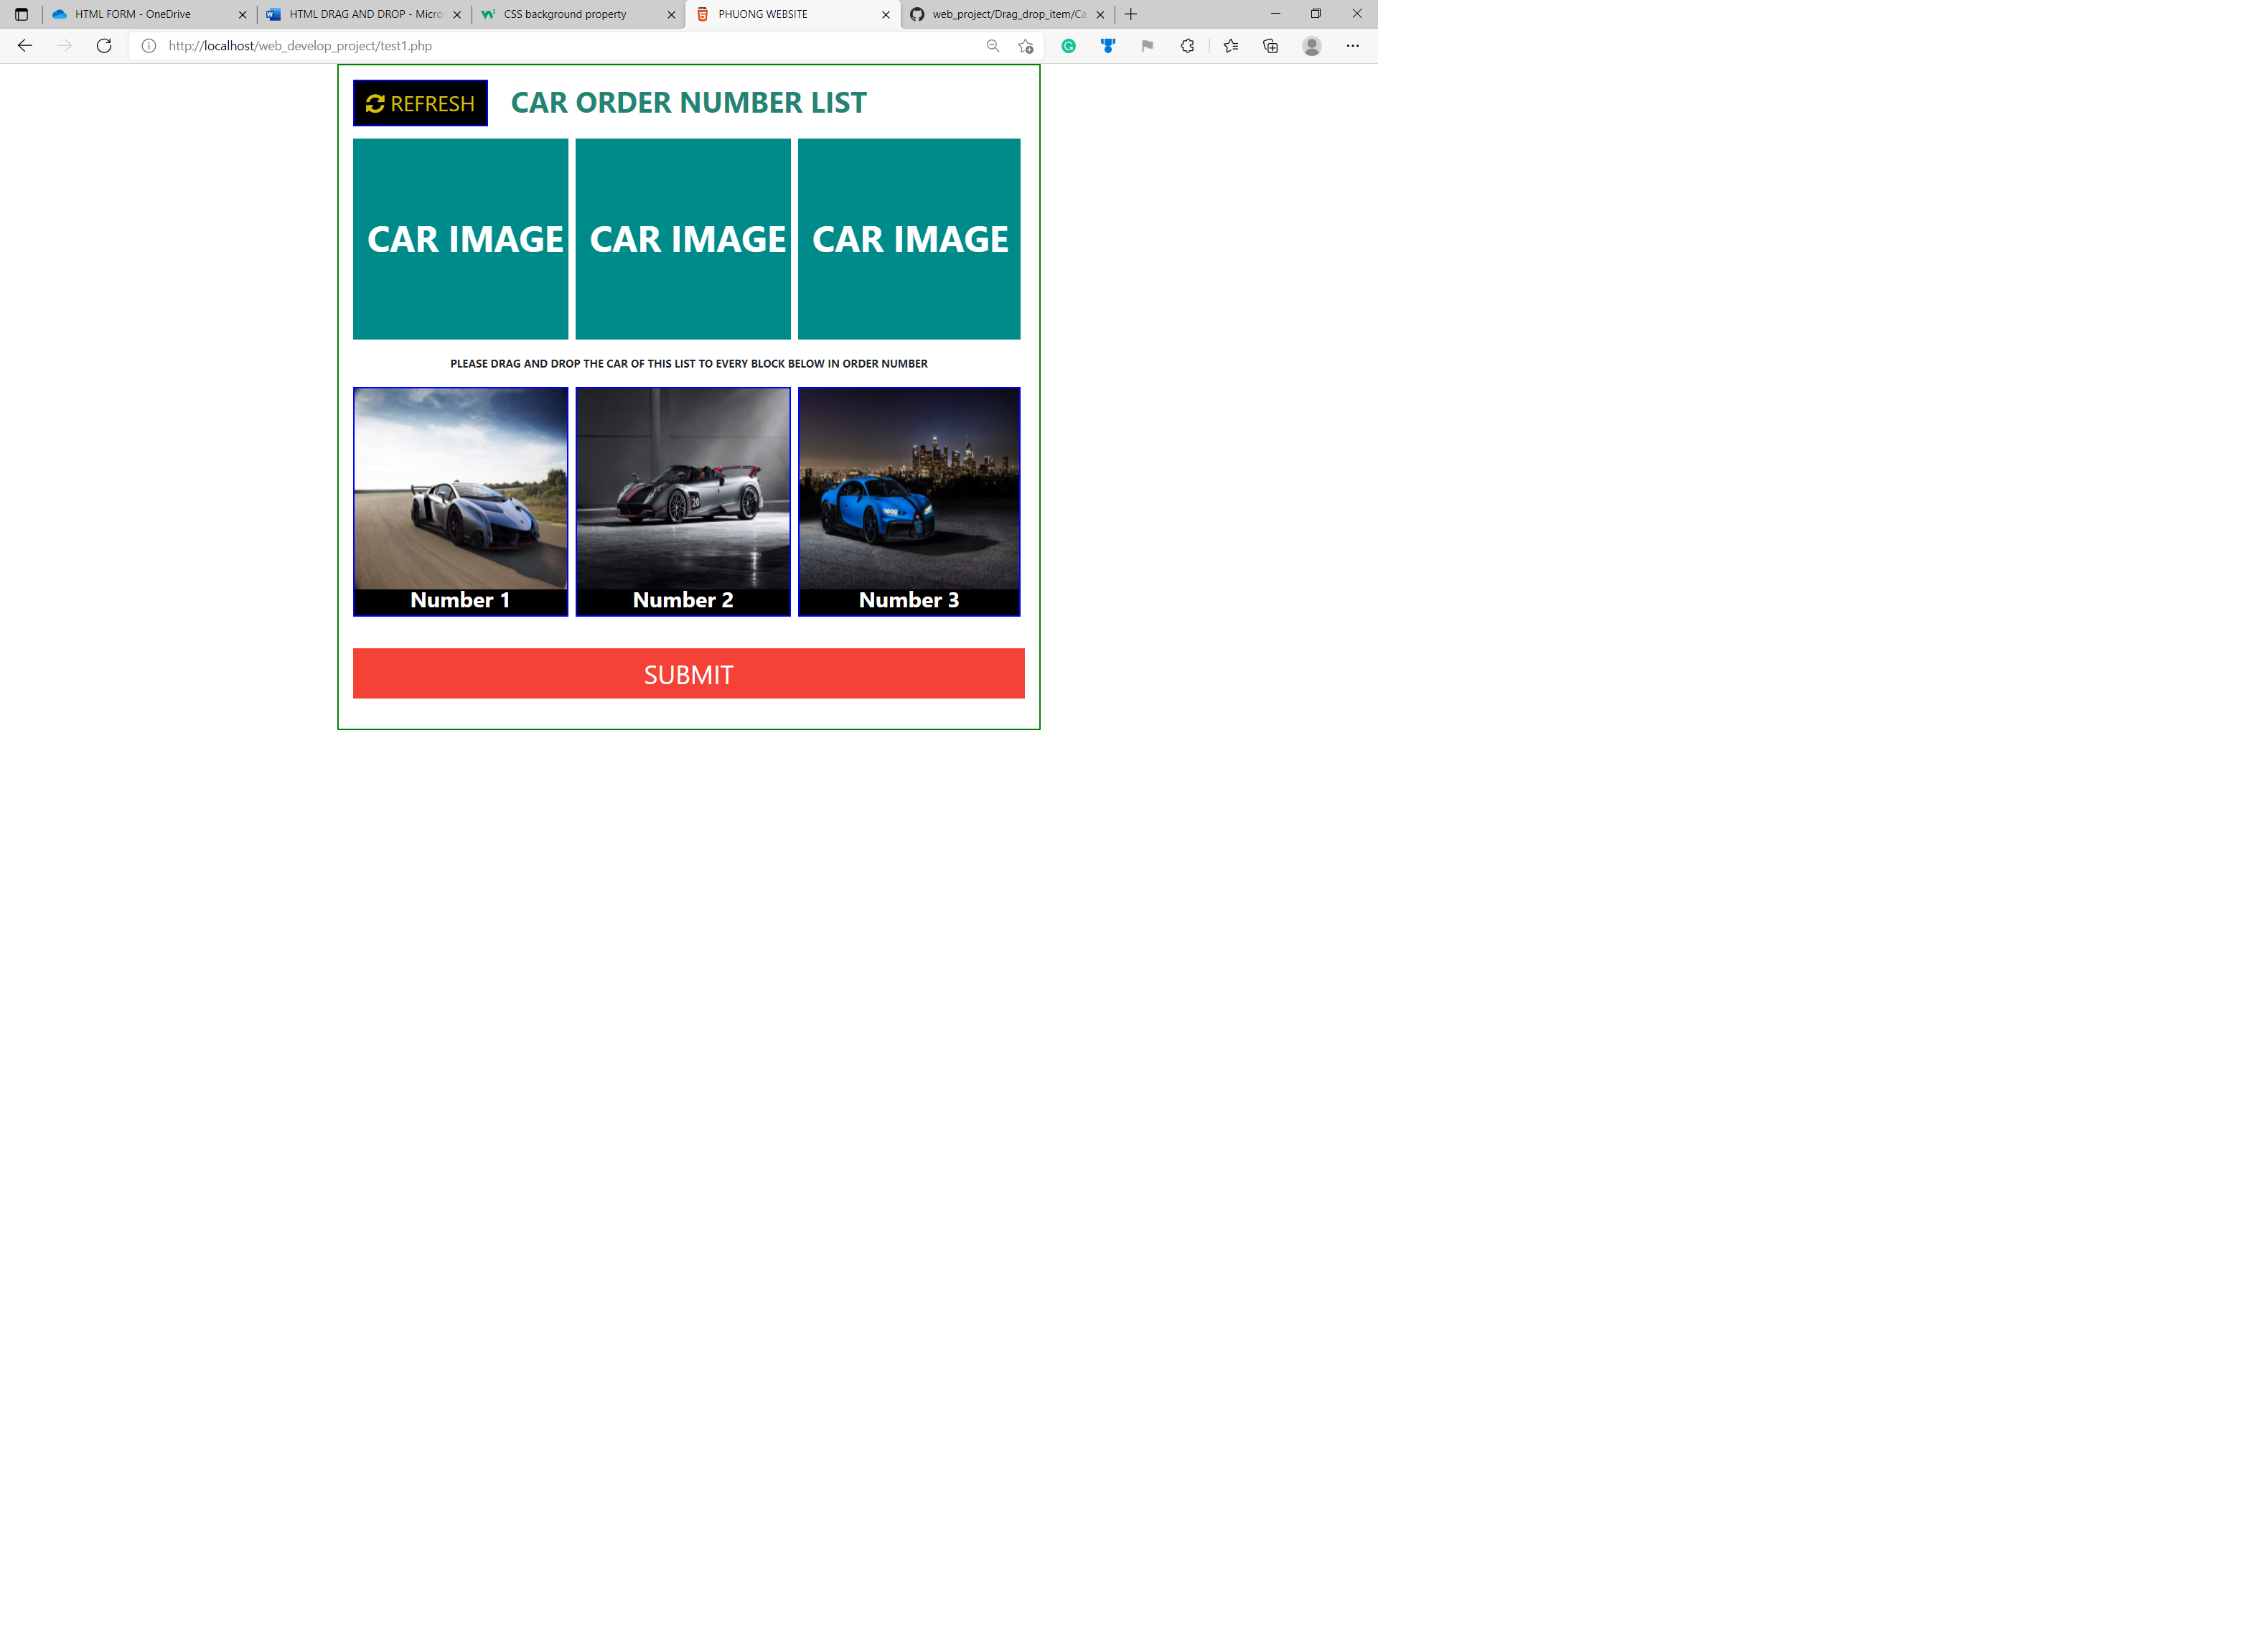 HTML FORM - OneDrive
HTML DRAG AND DROP - Micro
CSS background property
PHUONG WEBSITE
web_project/Drag_drop_item/Ca
http://localhost/web_develop_project/test1.php
REFRESH
CAR ORDER NUMBER LIST
CAR IMAGE
CAR IMAGE
CAR IMAGE
PLEASE DRAG AND DROP THE CAR OF THIS LIST TO EVERY BLOCK BELOW IN ORDER NUMBER
20
Number 1
Number 2
Number 3
SUBMIT